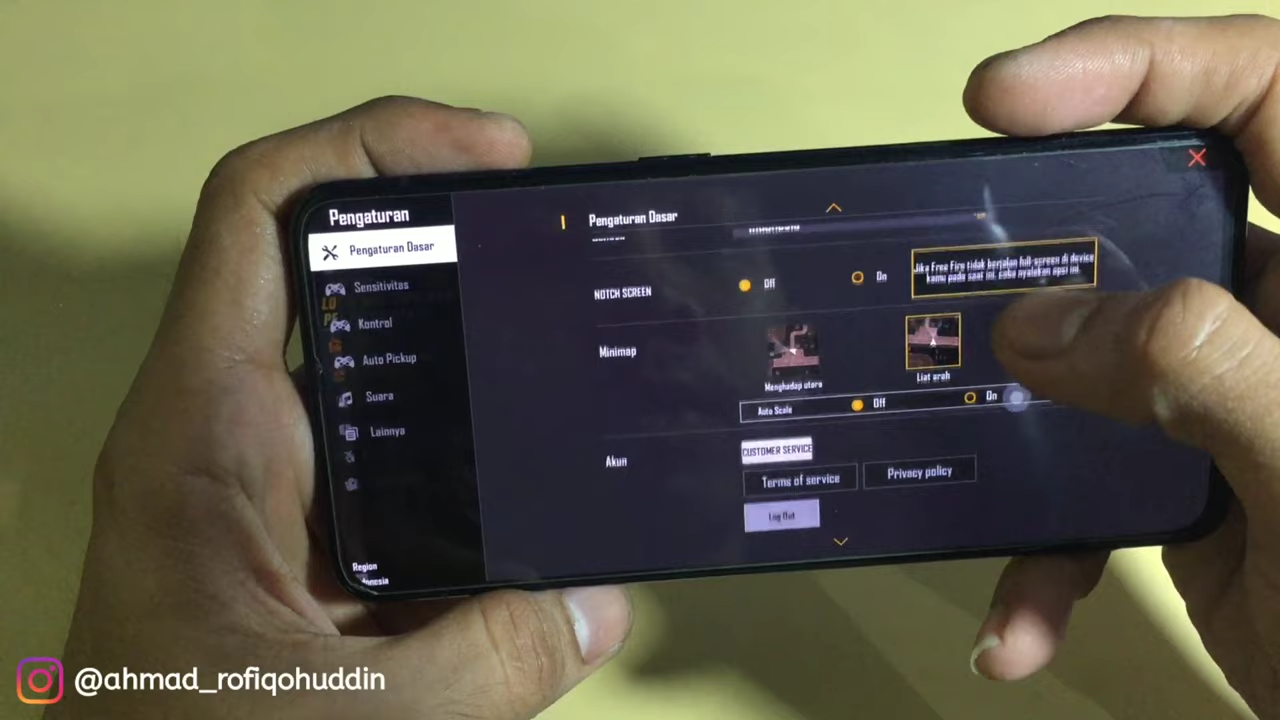 Pengaturan
Pengaturan Dasar
Sensitivitas
Kontrol
Auto Pickup
Suara
Lainnya
Region
Pengaturan Dasar
NOTCH SCREEN
Off
On
Jika Free Fire tidak berjalan full-screen di device
kamu pada saat ini, coba nyalakan opsi ini.
Minimap
Menghadap utara
Liat arah
Auto Scale
Off
On
Akun
CUSTOMER SERVICE
Terms of service
Privacy policy
Log Out
@ahmad_rofiqohuddin